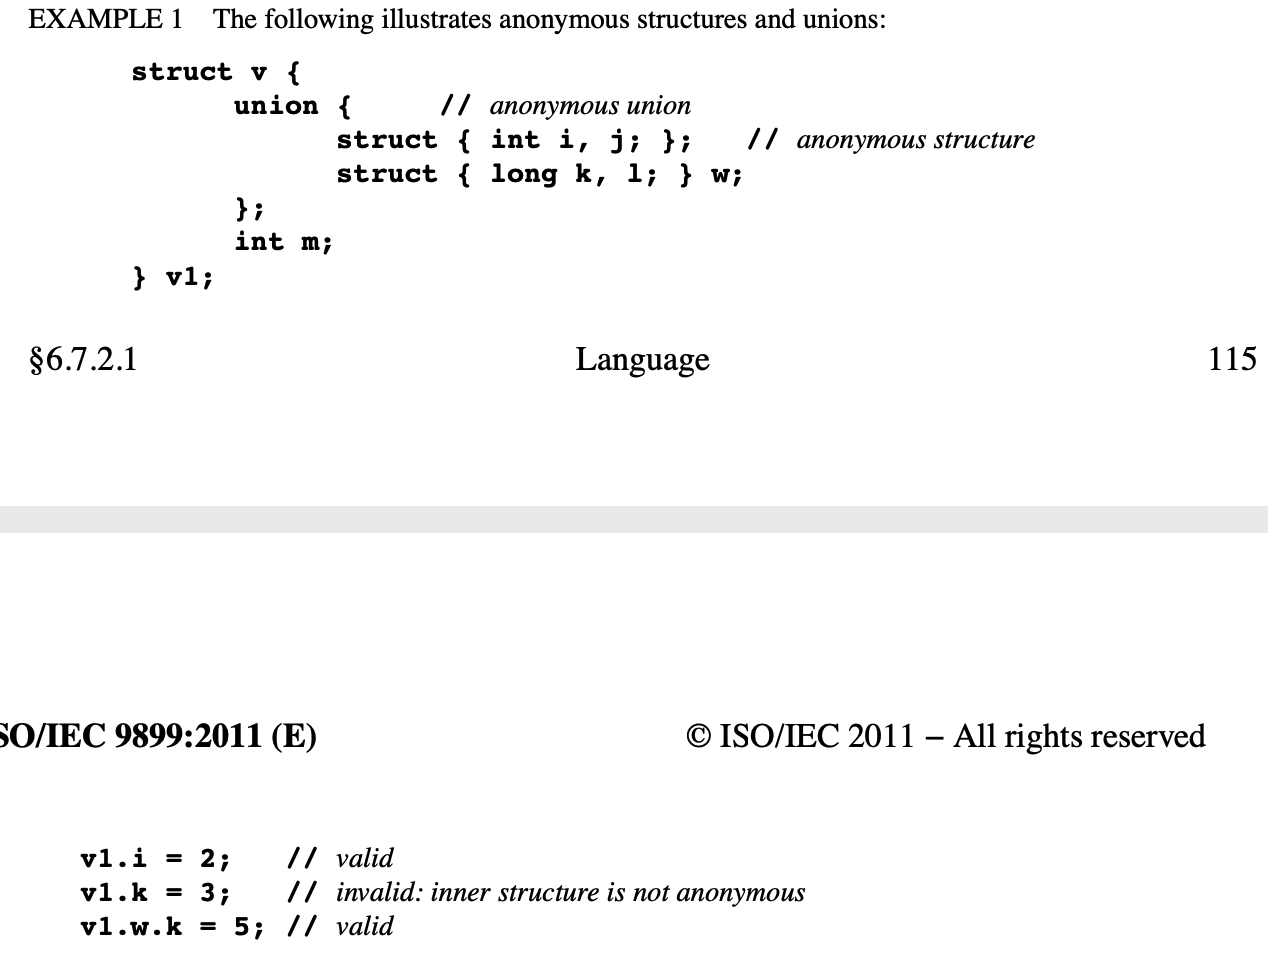 EXAMPLE 1 The following illustrates anonymous structures and unions:
struct v {
union { // anonymous union
struct { int i, j; }; // anonymous structure
struct { long k, l; } w;
};
int m;
} v1;
§6.7.2.1 Language 115
SO/IEC 9899:2011 (E) © ISO/IEC 2011 – All rights reserved
v1.i = 2; // valid
v1.k = 3; // invalid: inner structure is not anonymous
v1.w.k = 5; // valid